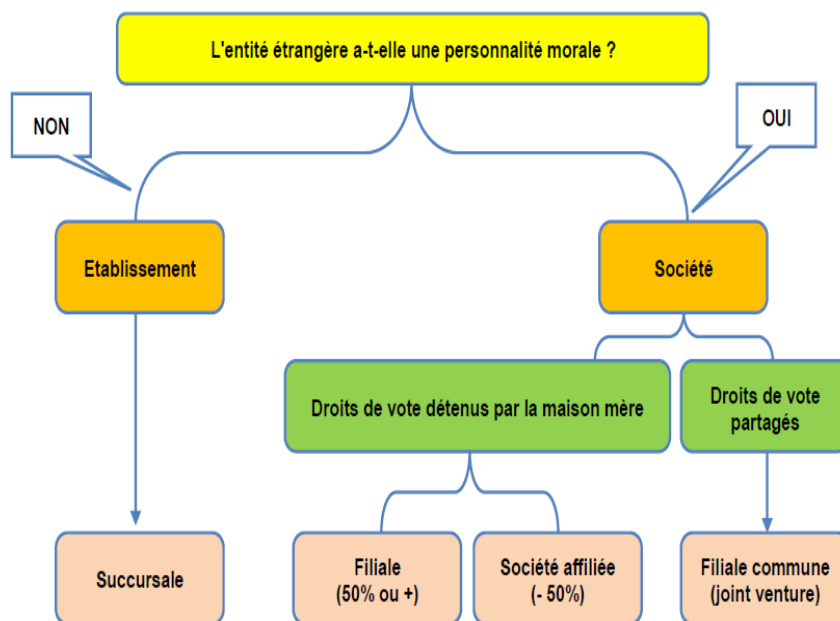 L'entité étrangère a-t-elle une personnalité morale ?
NON
OUI
Etablissement
Société
Droits de vote détenus par la maison mère
Droits de vote
partagés
Succursale
Filiale
(50% ou +)
Société affiliée
(- 50%)
Filiale commune
(joint venture)